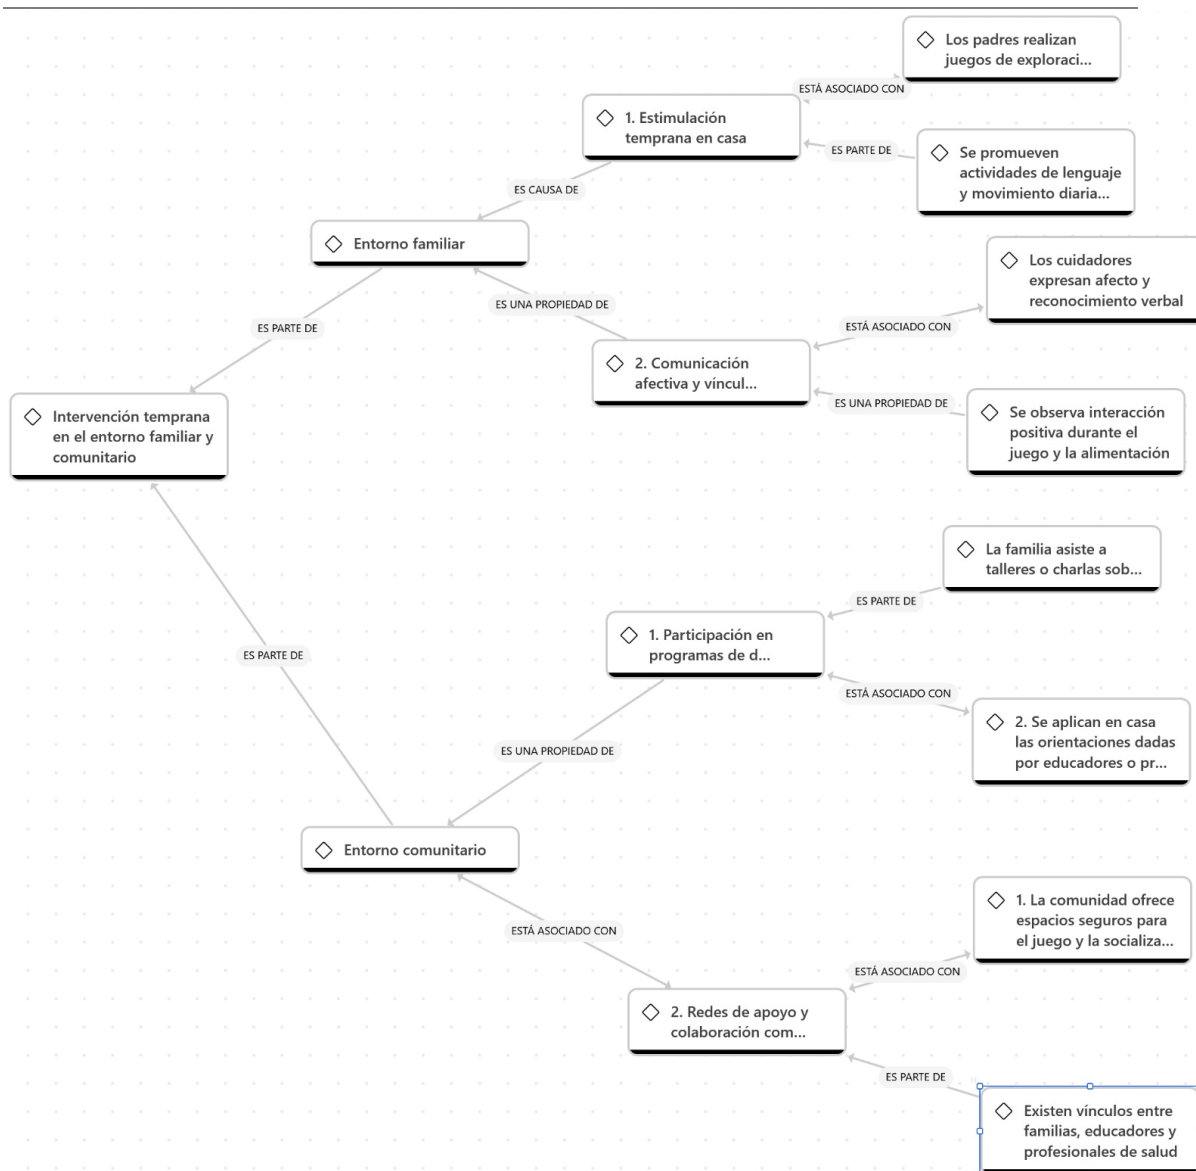 Los padres realizan
juegos de exploraci...
ESTÁ ASOCIADO CON
1. Estimulación
temprana en casa
ES PARTE DE
Se promueven
actividades de lenguaje
y movimiento diaria...
ES CAUSA DE
Entorno familiar
Los cuidadores
expresan afecto y
reconocimiento verbal
ES UNA PROPIEDAD DE
ESTÁ ASOCIADO CON
ES PARTE DE
2. Comunicación
afectiva y víncul...
ES UNA PROPIEDAD DE
Se observa interacción
positiva durante el
juego y la alimentación
Intervención temprana
en el entorno familiar y
comunitario
La familia asiste a
talleres o charlas sob...
ES PARTE DE
1. Participación en
programas de d...
ES PARTE DE
ESTÁ ASOCIADO CON
2. Se aplican en casa
las orientaciones dadas
por educadores o pr...
ES UNA PROPIEDAD DE
Entorno comunitario
1. La comunidad ofrece
espacios seguros para
el juego y la socializa...
ESTÁ ASOCIADO CON
ESTÁ ASOCIADO CON
2. Redes de apoyo y
colaboración com...
ES PARTE DE
Existen vínculos entre
familias, educadores y
profesionales de salud